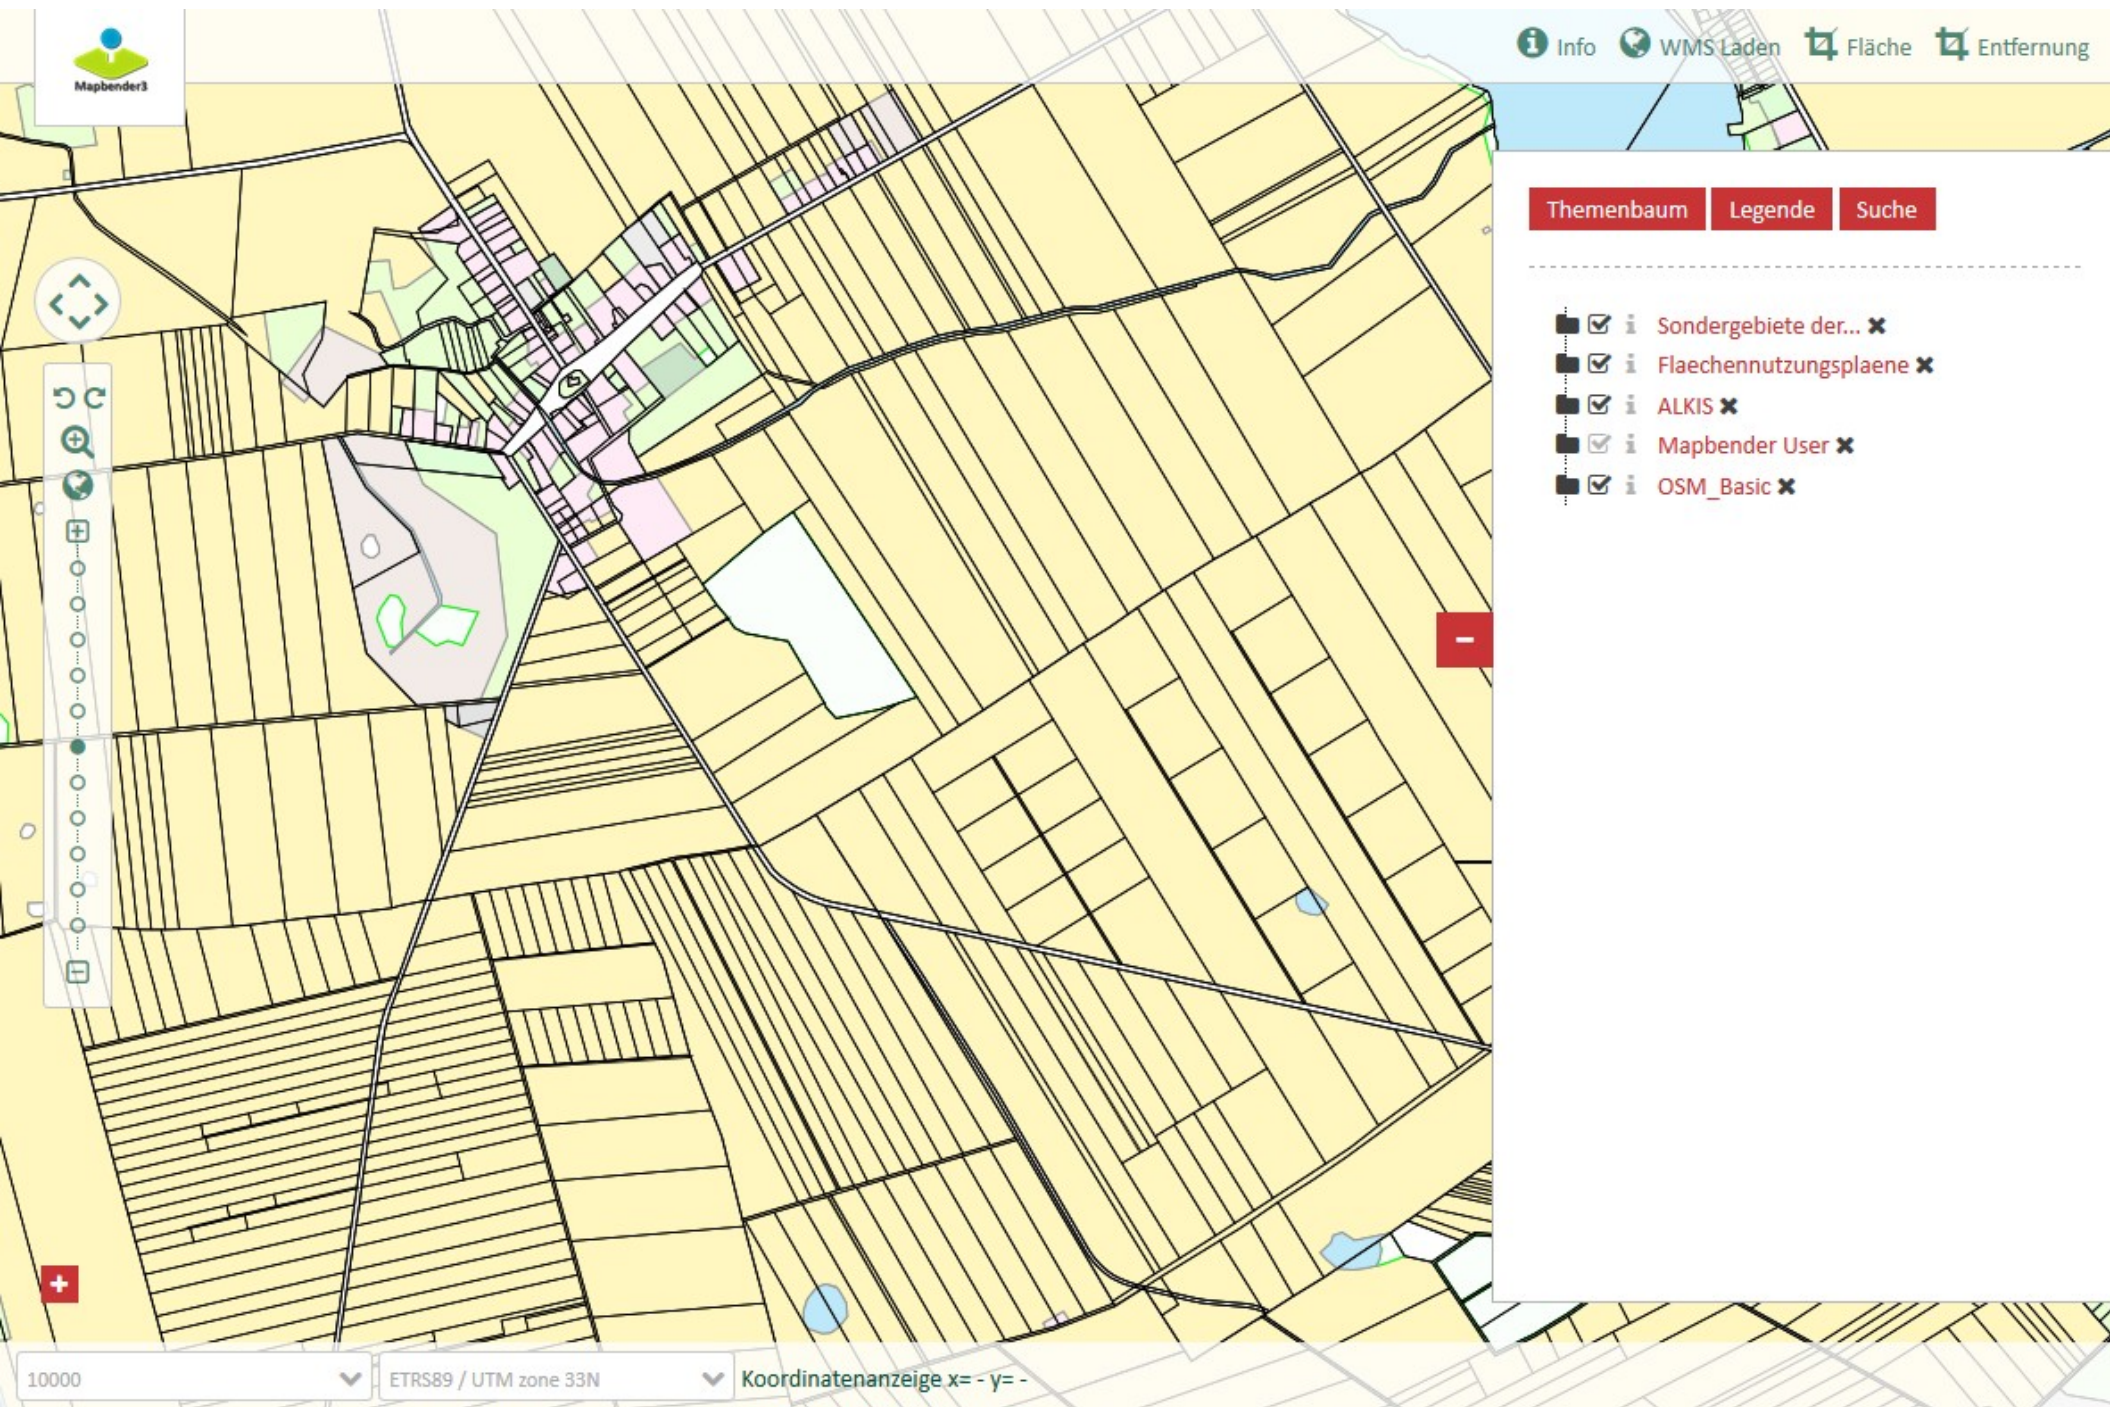 Mapbender3
Info WMS Laden Fläche Entfernung
Themenbaum Legende Suche
Sondergebiete der...
Flaechennutzungsplaene
ALKIS
Mapbender User
OSM_Basic
10000
ETRS89 / UTM zone 33N
Koordinatenanzeige x= - y= -